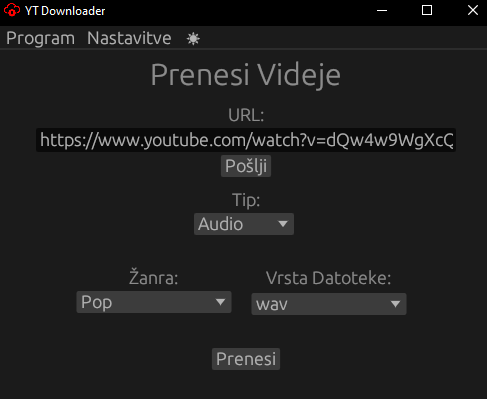 YT Downloader
Program Nastavitve
Prenesi Videje
URL:
https://www.youtube.com/watch?v=dQw4w9WgXcQ
Pošlji
Tip:
Audio
Žanra: Vrsta Datoteke:
Pop wav
Prenesi